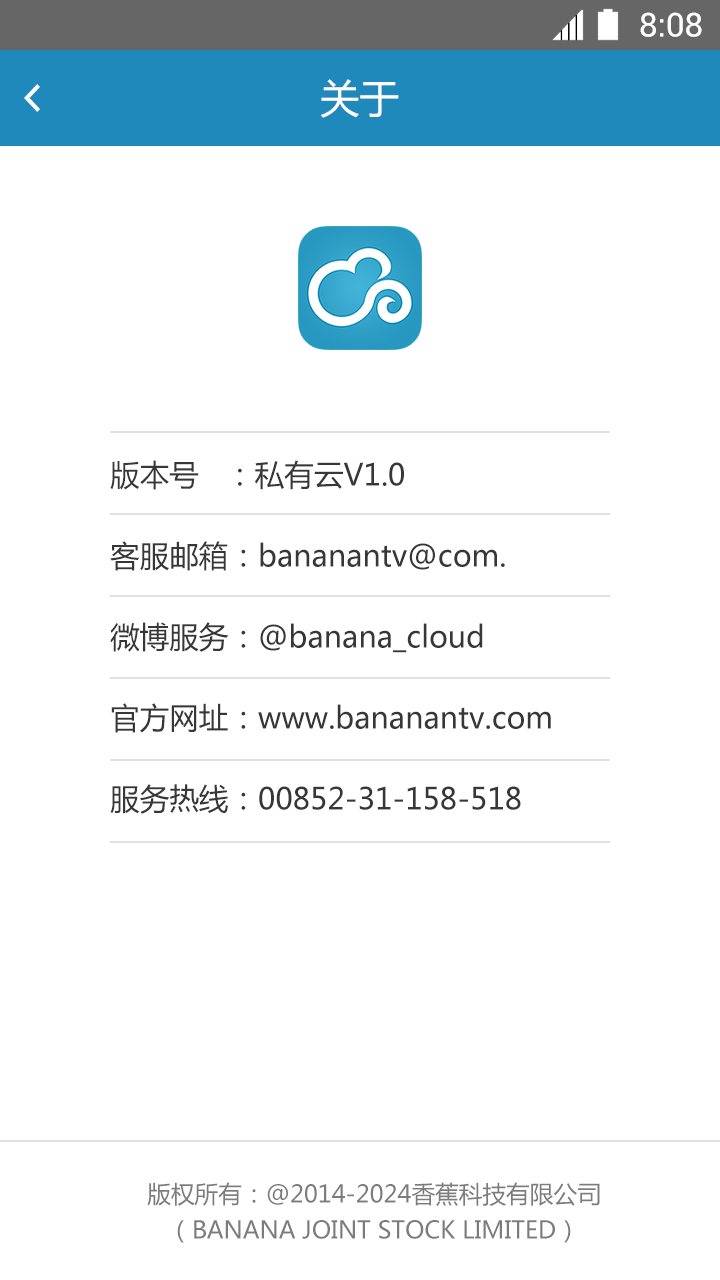 8:08
关于
版本号 ：私有云V1.0
客服邮箱：bananantv@com.
微博服务：@banana_cloud
官方网址：www.bananantv.com
服务热线：00852-31-158-518
版权所有：@2014-2024香蕉科技有限公司
（BANANA JOINT STOCK LIMITED）